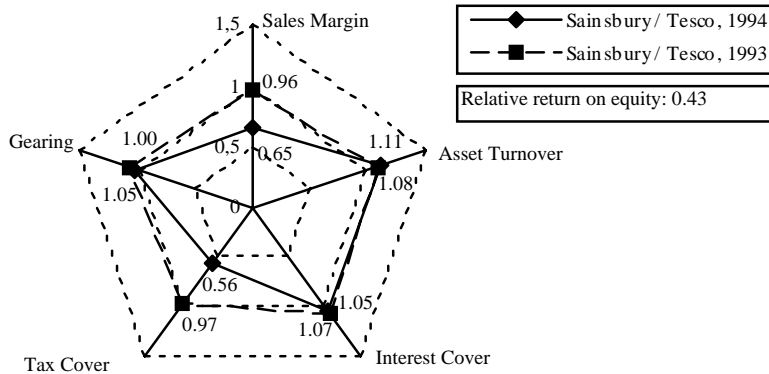 1,5 Sales Margin
Sainsbury/ Tesco, 1994
Sainsbury/ Tesco, 1993
Relative return on equity: 0.43
1 0.96
Gearing 1.00
0,5 0.65
1.11
Asset Turnover
1.08
1.05
0
0.56
1.05
0.97
1.07
Tax Cover
Interest Cover